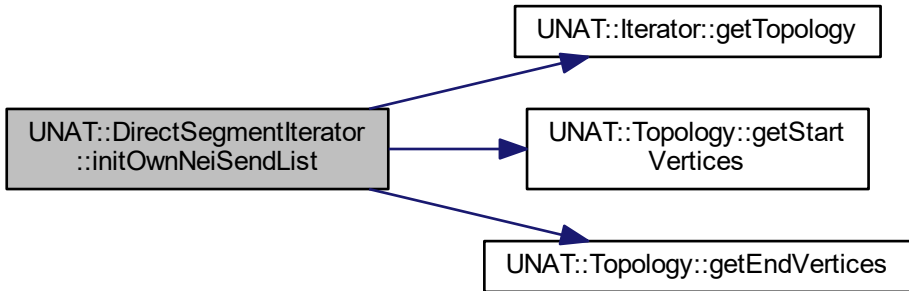 UNAT::Iterator::getTopology
UNAT::DirectSegmentIterator
::initOwnNeiSendList
UNAT::Topology::getStart
Vertices
UNAT::Topology::getEndVertices